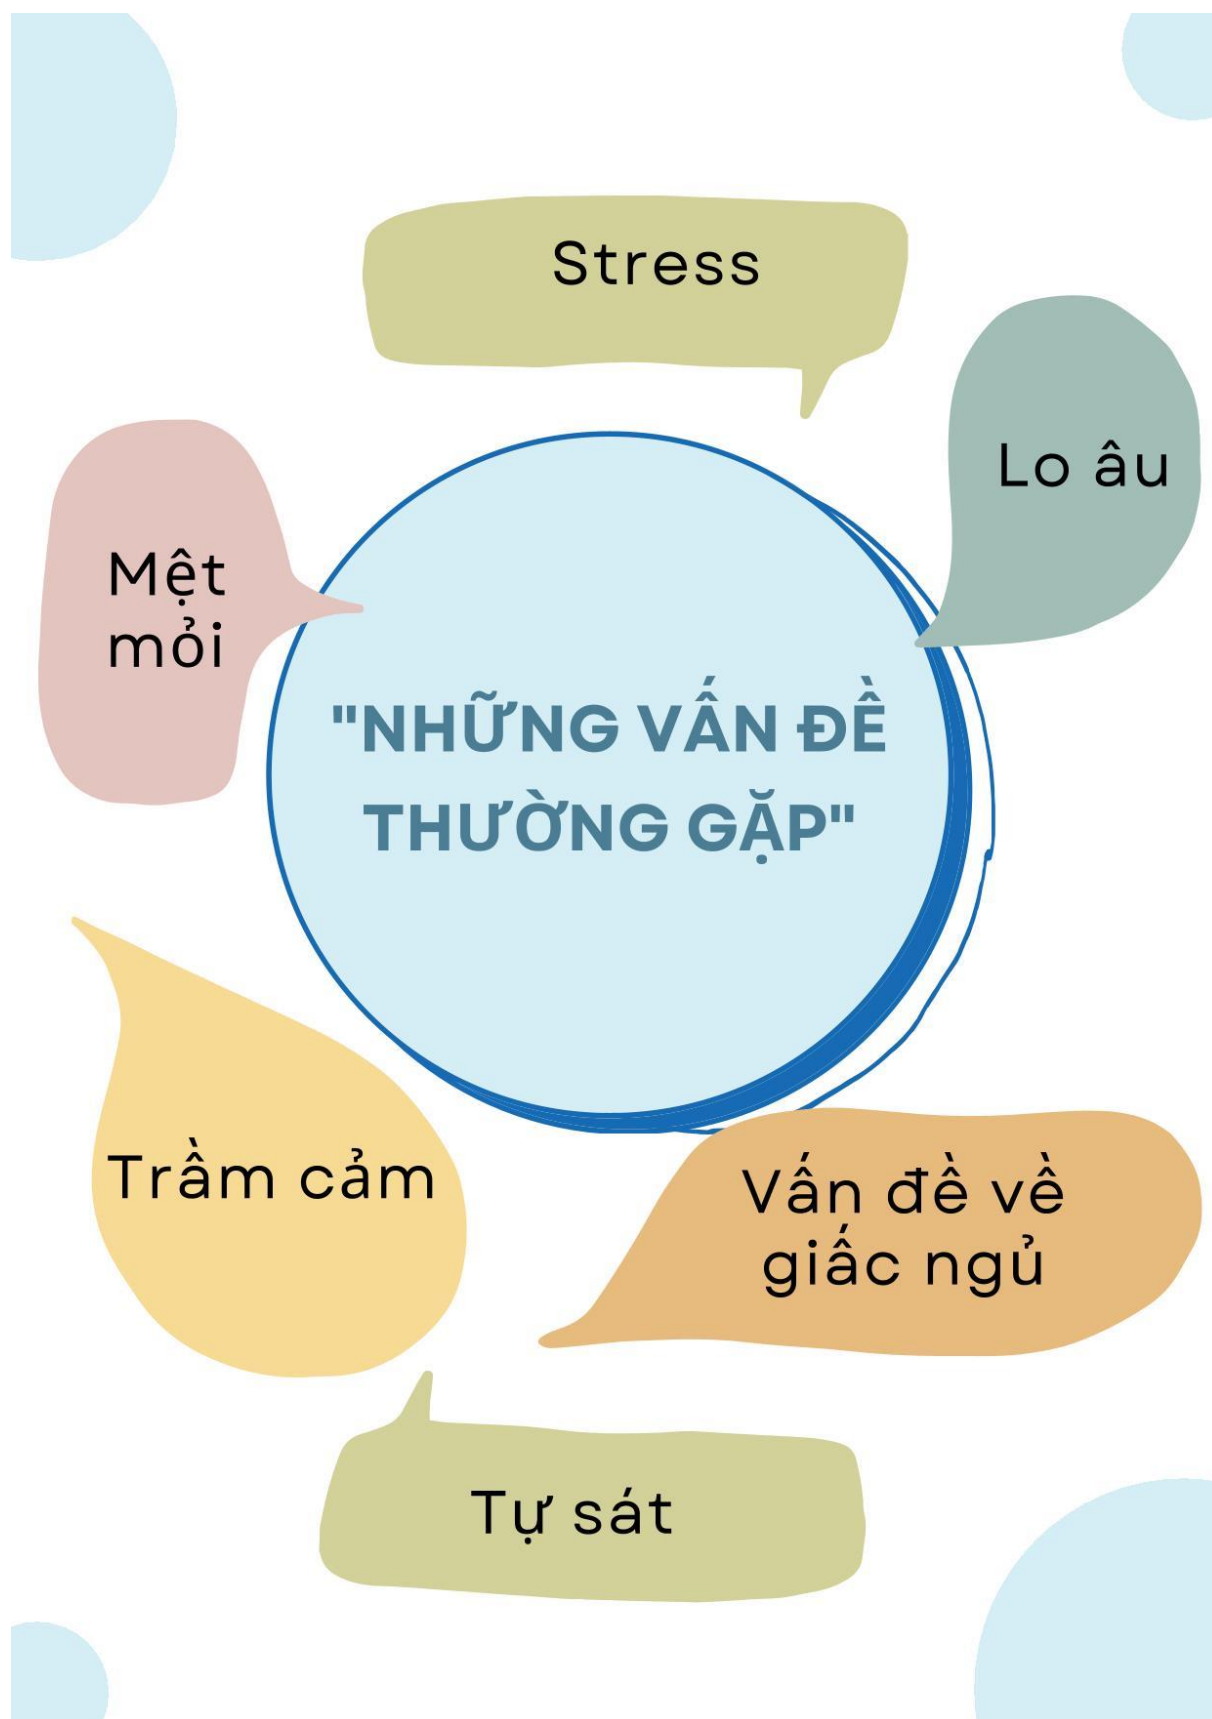 Stress
Lo âu
Mệt
mỏi
"NHỮNG VẤN ĐỀ
THƯỜNG GẶP"
Trầm cảm
Vấn đề về
giấc ngủ
Tự sát